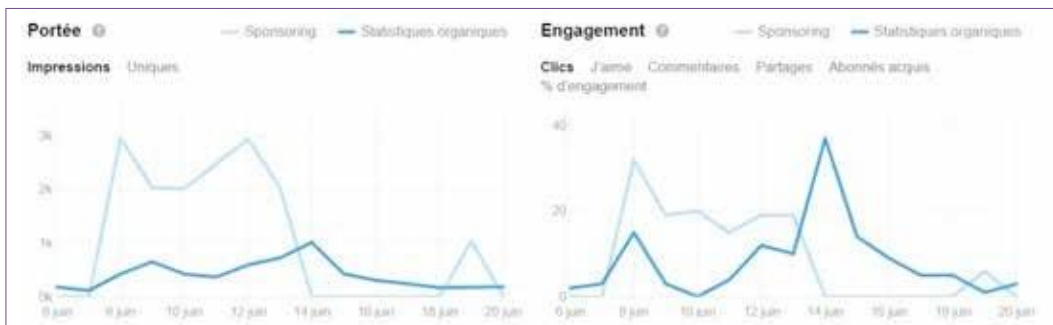 Portée
Sponsoring
Statistiques organiques
Impressions Uniques
3k
2k
1k
0k
6 juin 8 juin 10 juin 12 juin 14 juin 16 juin 18 juin 20 juin
Engagement
Sponsoring
Statistiques organiques
Clics J'aime Commentaires Partages Abonnés acquis
% d'engagement
40
20
0
6 juin 8 juin 10 juin 12 juin 14 juin 16 juin 18 juin 20 juin